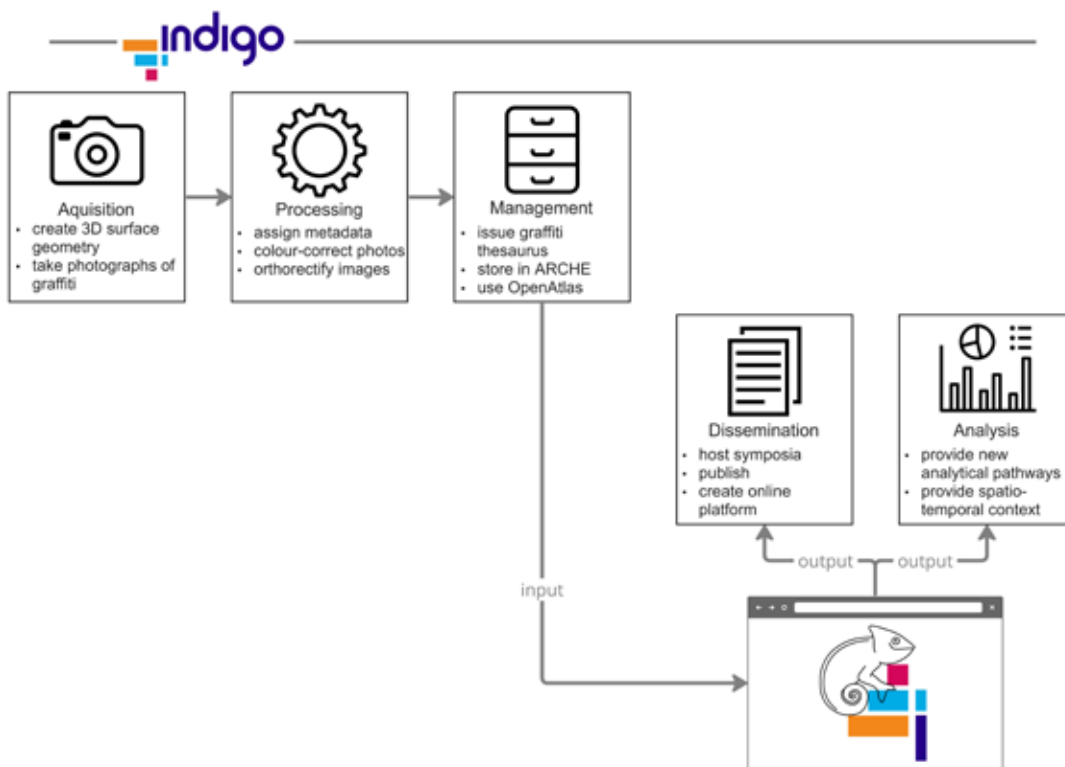 indigo
Aquisition
• create 3D surface
geometry
• take photographs of
graffiti
Processing
• assign metadata
• colour-correct photos
• orthorectify images
Management
• issue graffiti
thesaurus
• store in ARCHE
• use OpenAtlas
Dissemination
• host symposia
• publish
• create online
platform
Analysis
• provide new
analytical pathways
• provide spatio-
temporal context
output
output
input